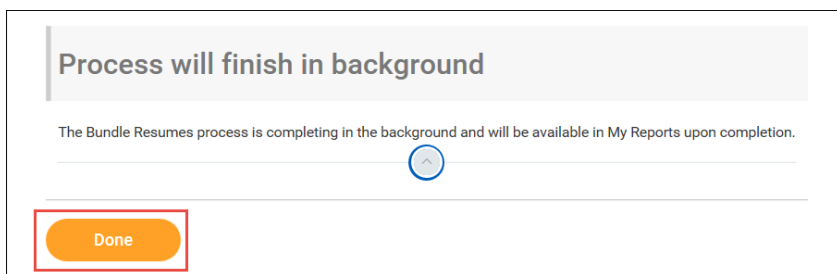 Process will finish in background
The Bundle Resumes process is completing in the background and will be available in My Reports upon completion.
Done